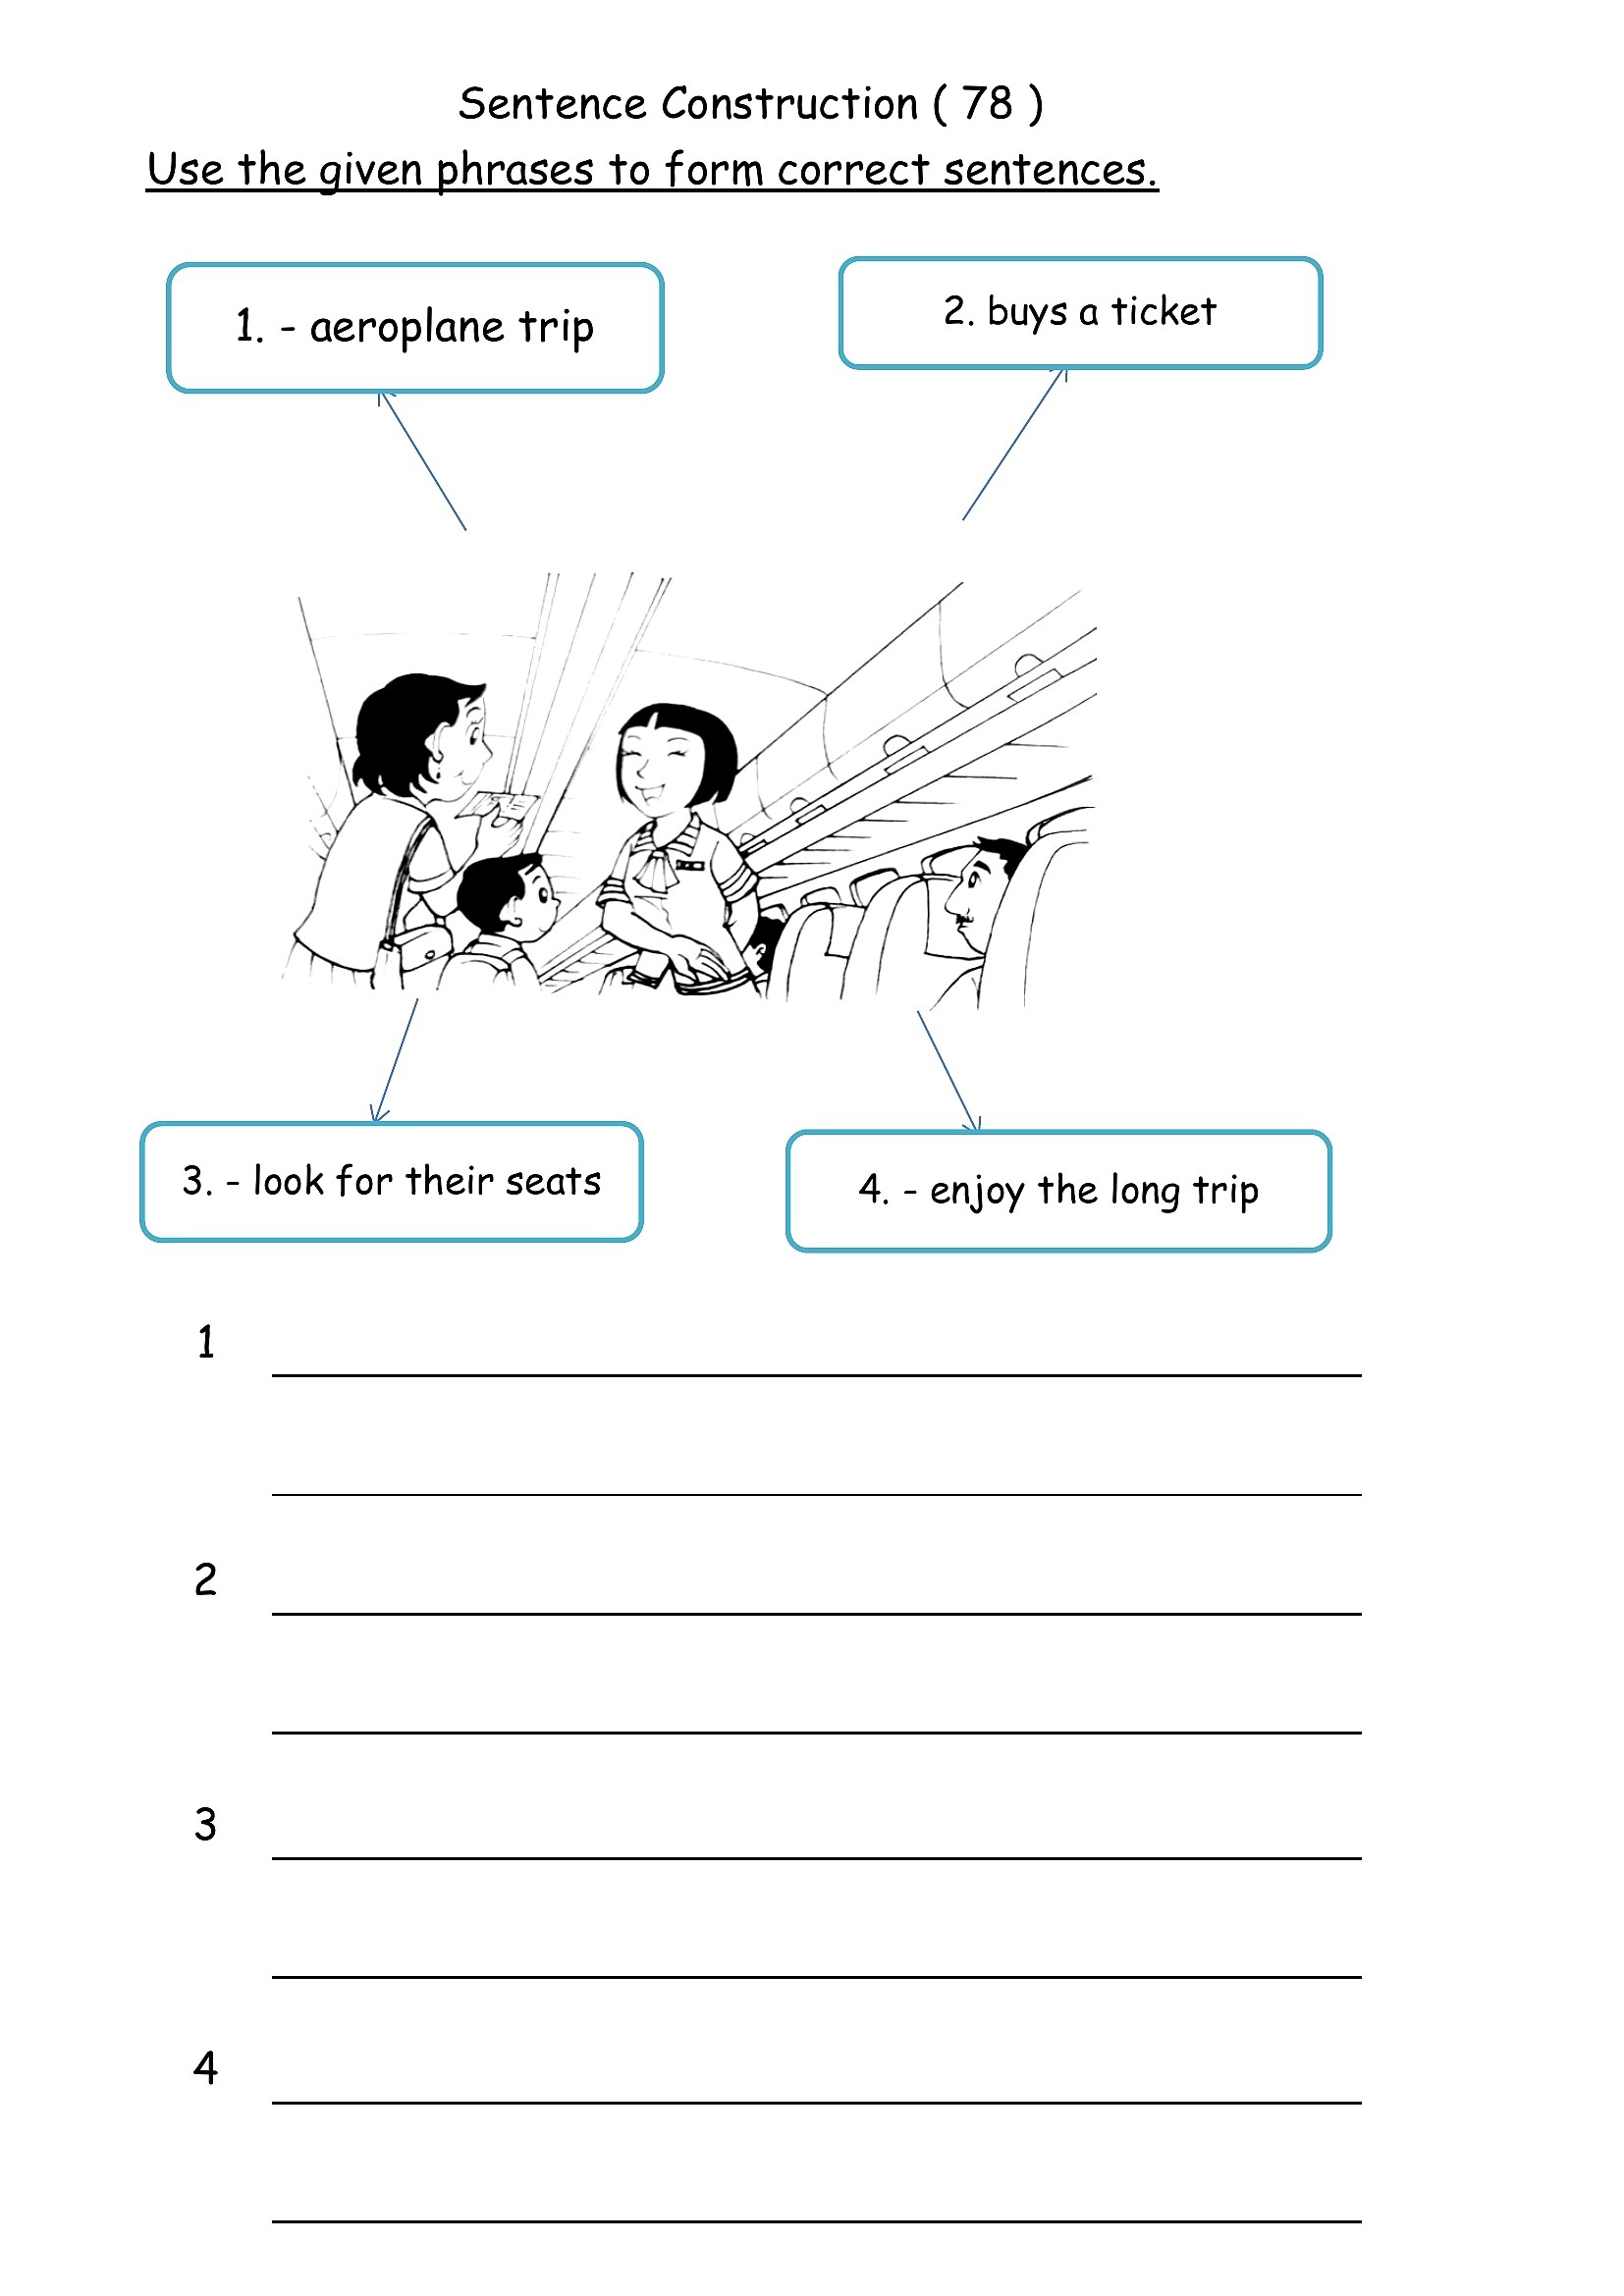 Sentence Construction ( 78 )
Use the given phrases to form correct sentences.
1. - aeroplane trip
2. buys a ticket
3. - look for their seats
4. - enjoy the long trip
1
2
3
4